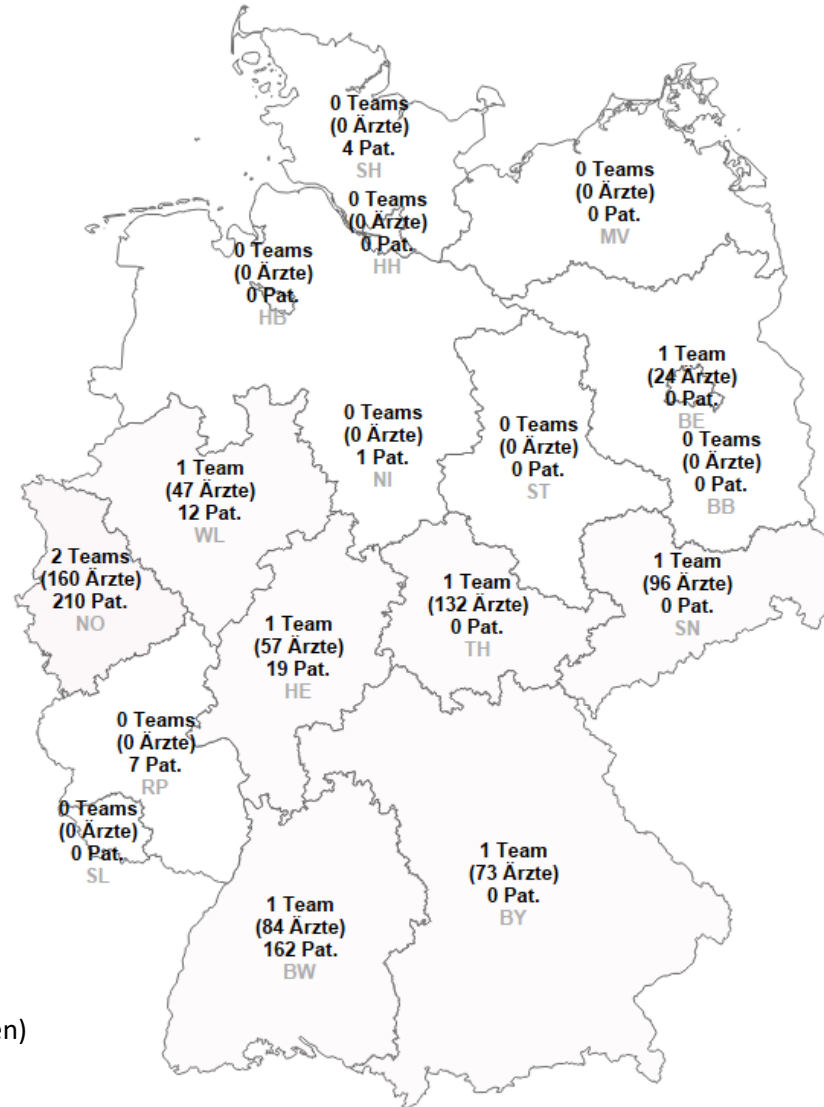 0 Teams
(0 Ärzte)
4 Pat.
SH
0 Teams
(0 Ärzte)
0 Pat.
MV
0 Teams
(0 Ärzte)
0 Pat.
HH
0 Teams
(0 Ärzte)
0 Pat.
HB
1 Team
(24 Ärzte)
0 Pat.
BE
0 Teams
(0 Ärzte)
1 Pat.
NI
0 Teams
(0 Ärzte)
0 Pat.
ST
0 Teams
(0 Ärzte)
0 Pat.
BB
1 Team
(47 Ärzte)
12 Pat.
WL
2 Teams
(160 Ärzte)
210 Pat.
NO
1 Team
(57 Ärzte)
19 Pat.
HE
1 Team
(132 Ärzte)
0 Pat.
TH
1 Team
(96 Ärzte)
0 Pat.
SN
0 Teams
(0 Ärzte)
7 Pat.
RP
0 Teams
(0 Ärzte)
0 Pat.
SL
1 Team
(84 Ärzte)
162 Pat.
BW
1 Team
(73 Ärzte)
0 Pat.
BY
en)